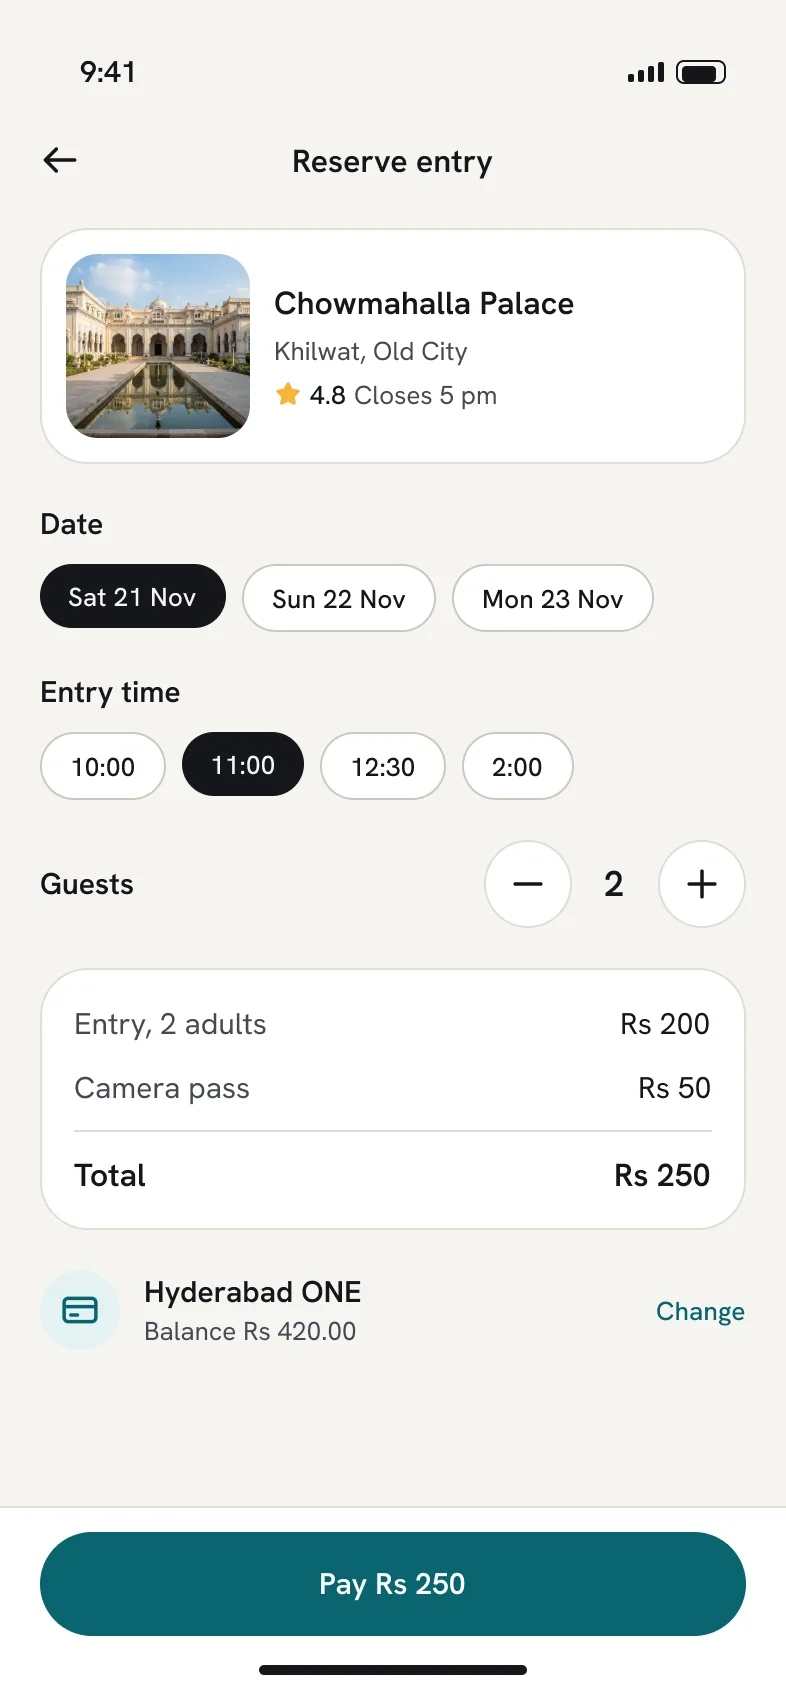 9:41
Reserve entry
Chowmahalla Palace
Khilwat, Old City
4.8 Closes 5 pm
Date
Sat 21 Nov
Sun 22 Nov
Mon 23 Nov
Entry time
10:00
11:00
12:30
2:00
Guests
2
Entry, 2 adults
Rs 200
Camera pass
Rs 50
Total
Rs 250
Hyderabad ONE
Balance Rs 420.00
Change
Pay Rs 250